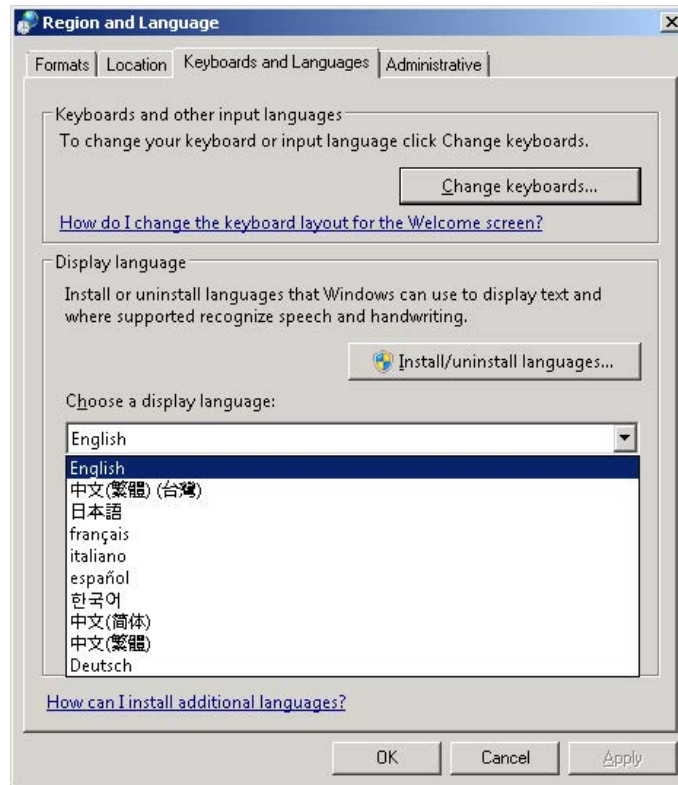 Region and Language
Formats Location Keyboards and Languages Administrative
Keyboards and other input languages
To change your keyboard or input language click Change keyboards.
Change keyboards...
How do I change the keyboard layout for the Welcome screen?
Display language
Install or uninstall languages that Windows can use to display text and
where supported recognize speech and handwriting.
Install/uninstall languages...
Choose a display language:
English
English
中文(繁體) (台灣)
日本語
français
italiano
español
한국어
中文(简体)
中文(繁體)
Deutsch
How can I install additional languages?
OK Cancel Apply